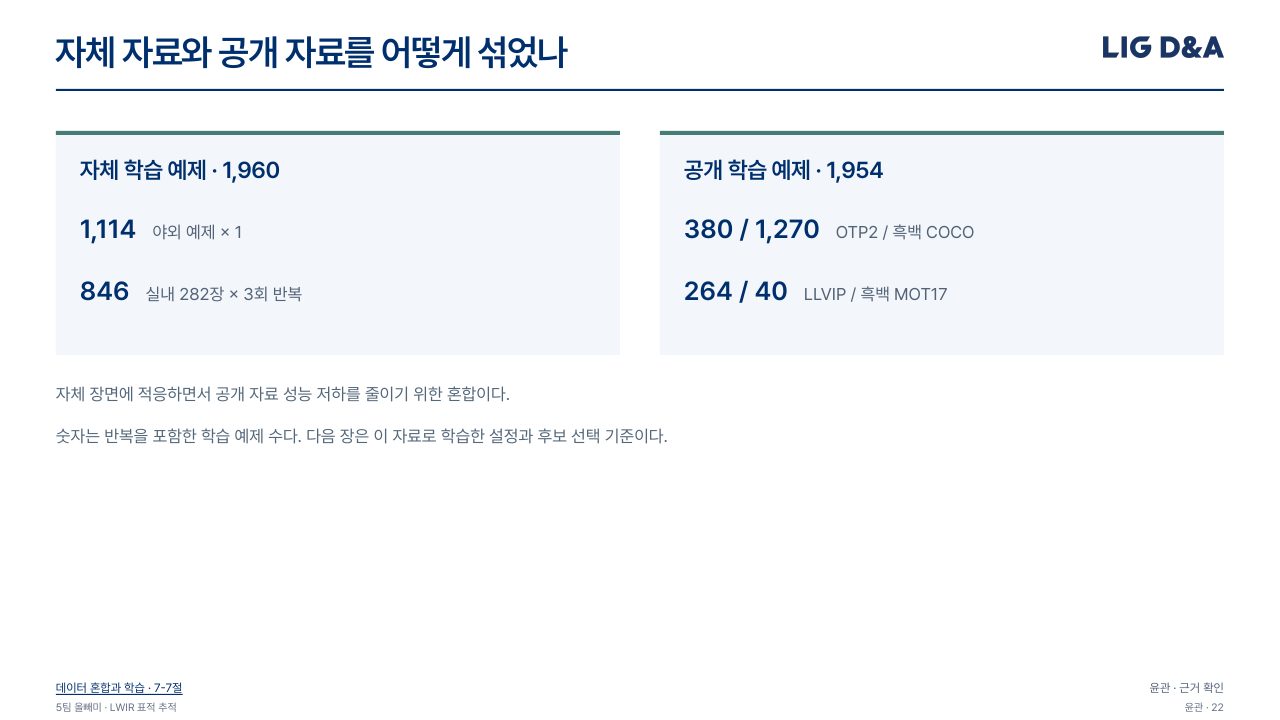 자체 자료와 공개 자료를 어떻게 섞었나
LIG D&A
자체 학습 예제 · 1,960
1,114 야외 예제 × 1
846 실내 282장 × 3회 반복
공개 학습 예제 · 1,954
380 / 1,270 OTP2 / 흑백 COCO
264 / 40 LLVIP / 흑백 MOT17
자체 장면에 적응하면서 공개 자료 성능 저하를 줄이기 위한 혼합이다.
숫자는 반복을 포함한 학습 예제 수다. 다음 장은 이 자료로 학습한 설정과 후보 선택 기준이다.
데이터 혼합과 학습 · 7-7절
5팀 올빼미 · LWIR 표적 추적
윤관 · 근거 확인
윤관 · 22